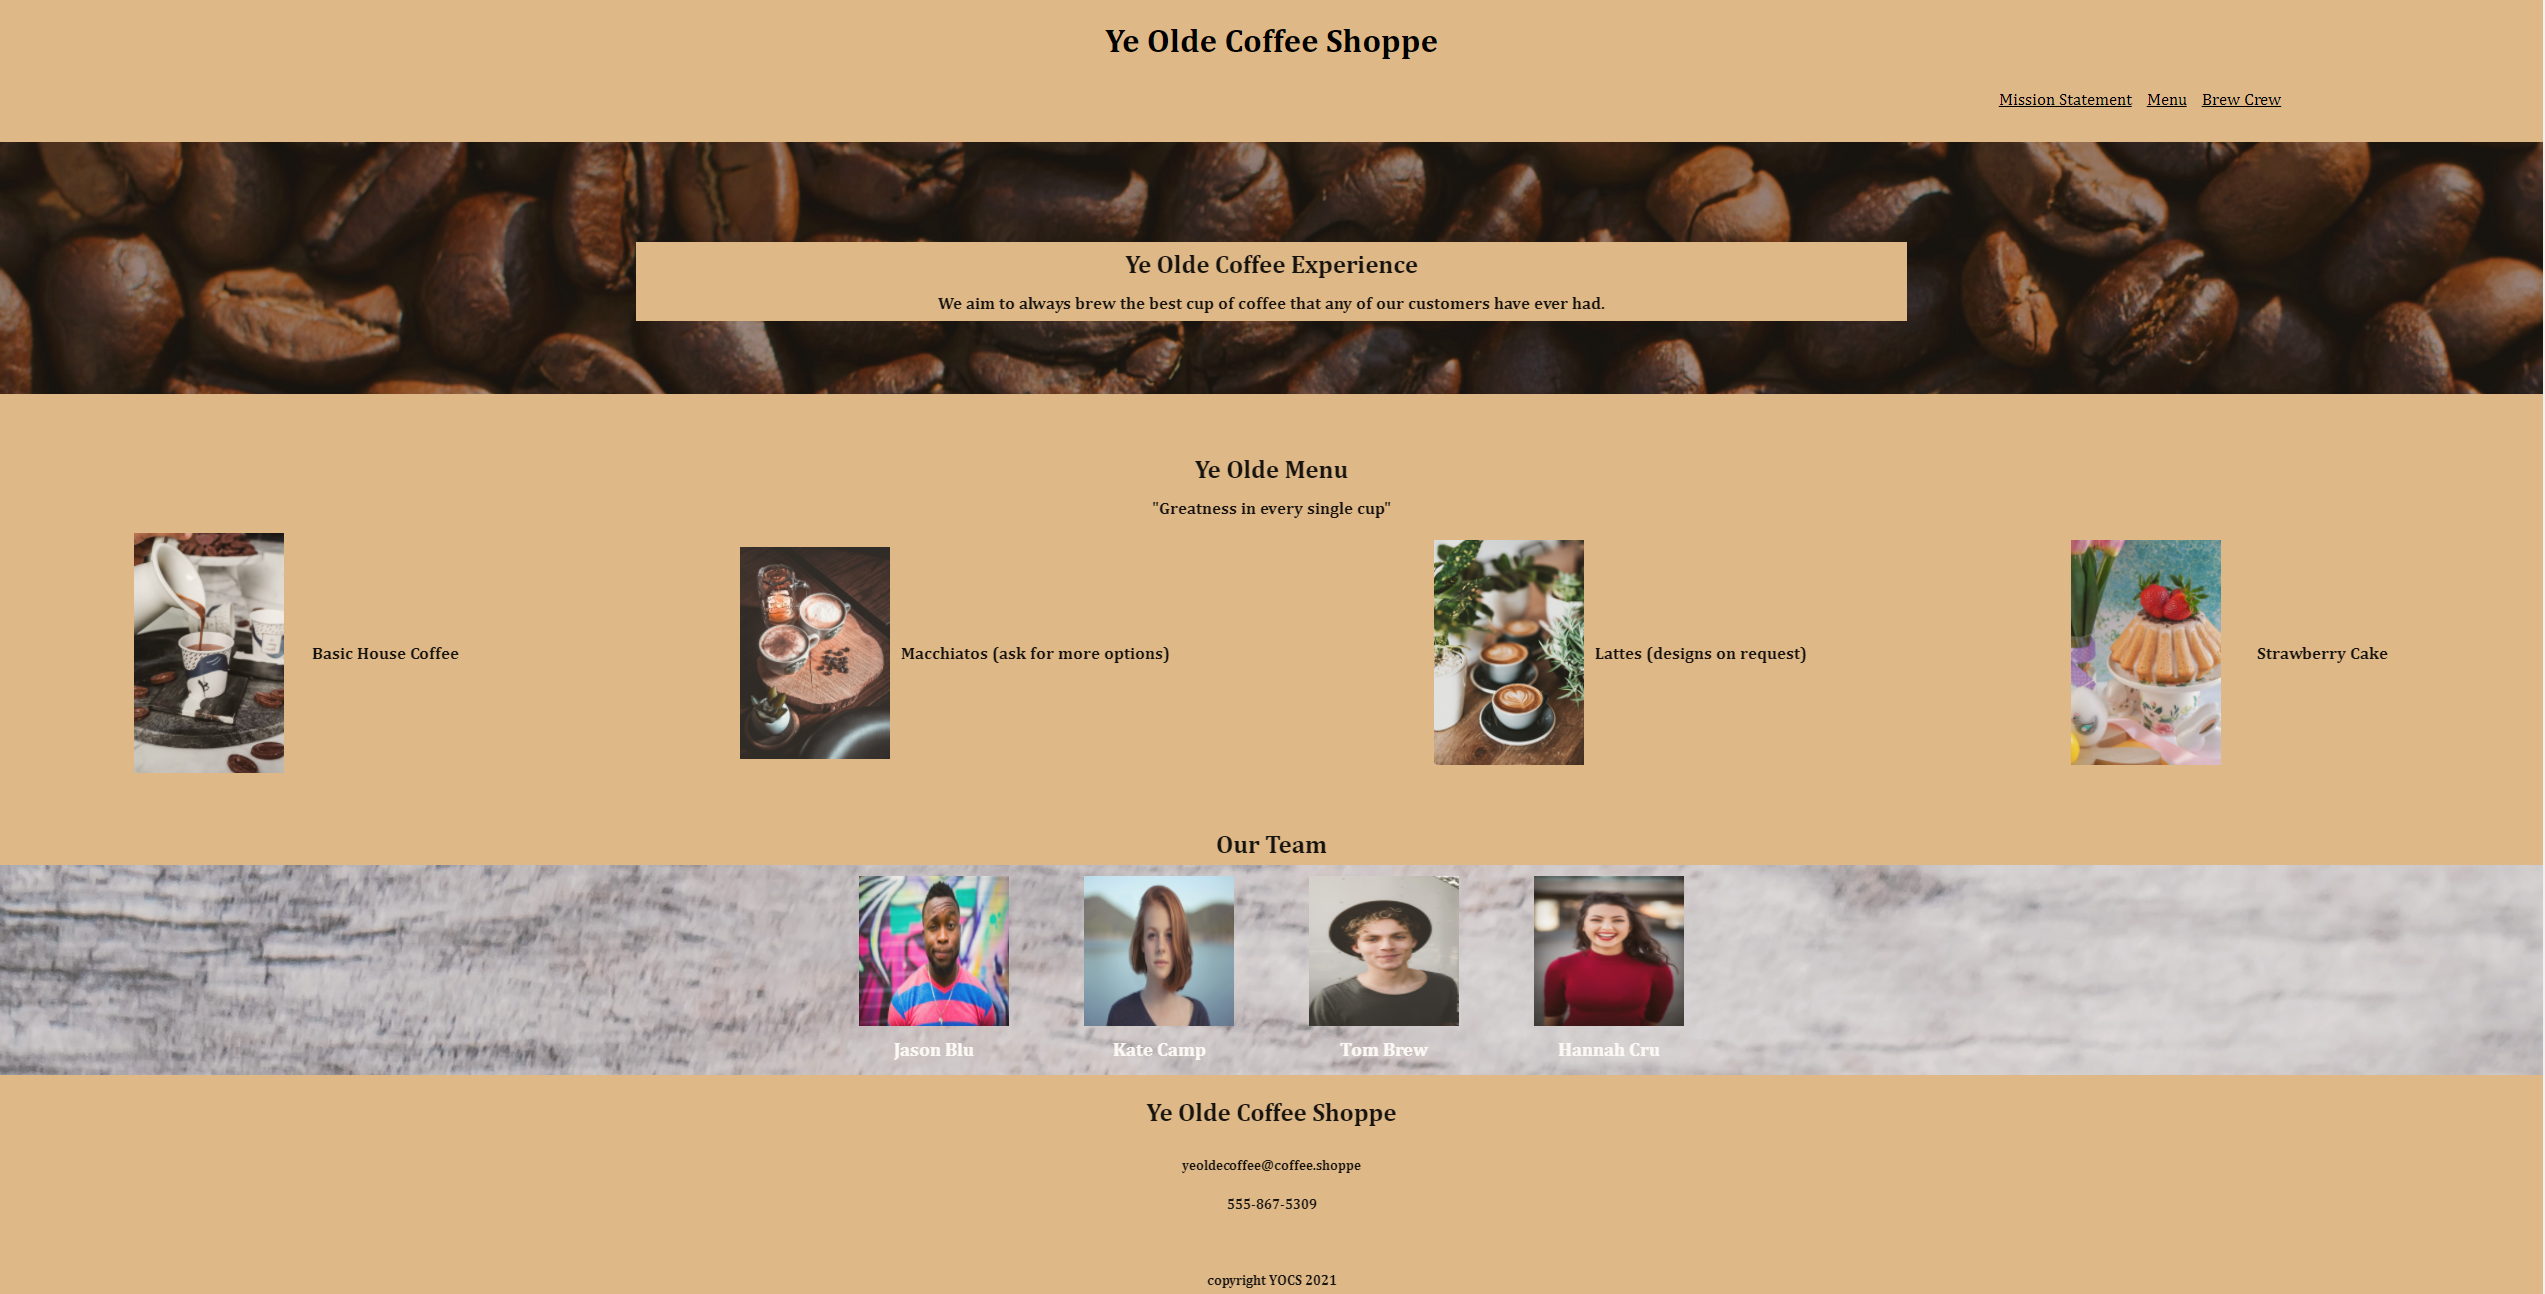 Ye Olde Coffee Shoppe
Mission Statement Menu Brew Crew
Ye Olde Coffee Experience
We aim to always brew the best cup of coffee that any of our customers have ever had.
Ye Olde Menu
"Greatness in every single cup"
Basic House Coffee
Macchiatos (ask for more options)
Lattes (designs on request)
Strawberry Cake
Our Team
Jason Blu
Kate Camp
Tom Brew
Hannah Cru
Ye Olde Coffee Shoppe
yeoldecoffee@coffee.shoppe
555-867-5309
copyright YOCS 2021